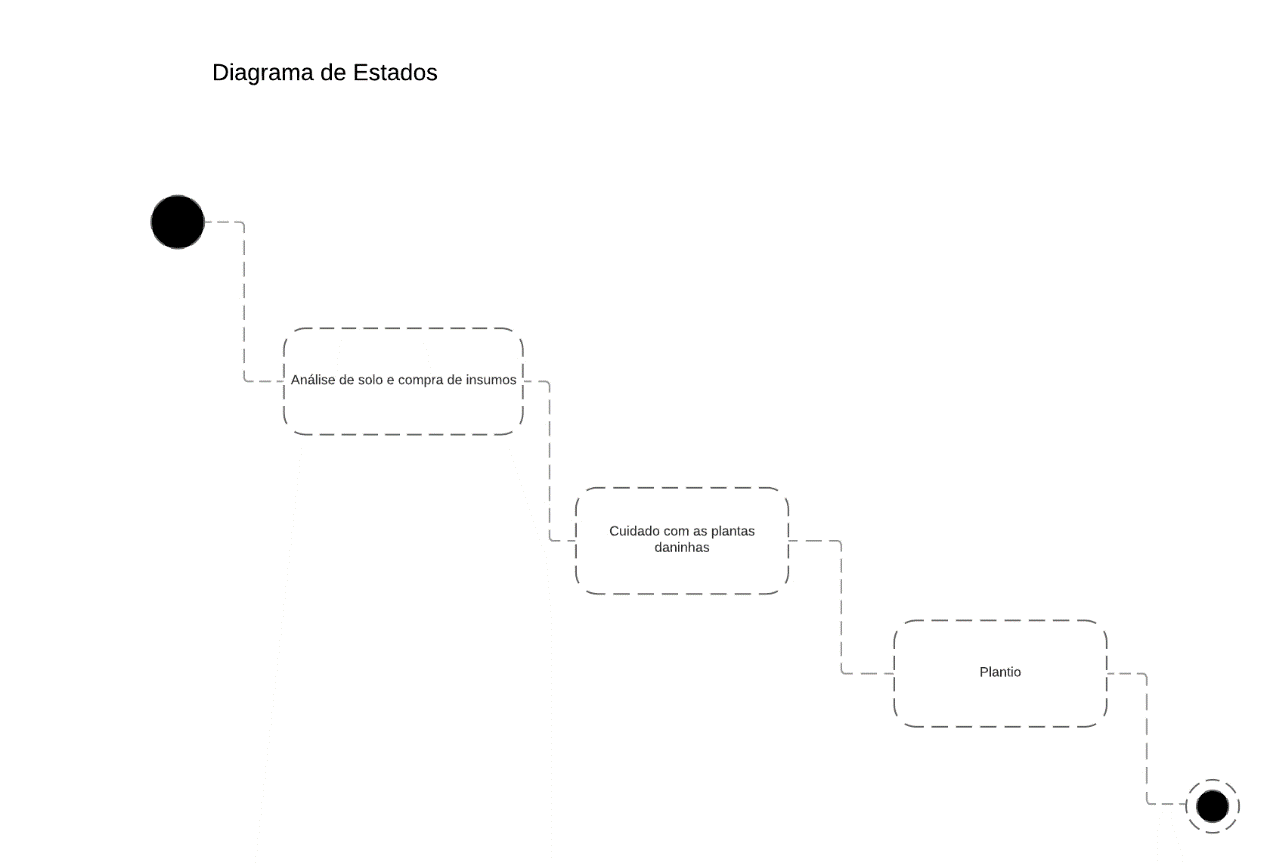 Diagrama de Estados
Análise de solo e compra de insumos
Cuidado com as plantas
daninhas
Plantio